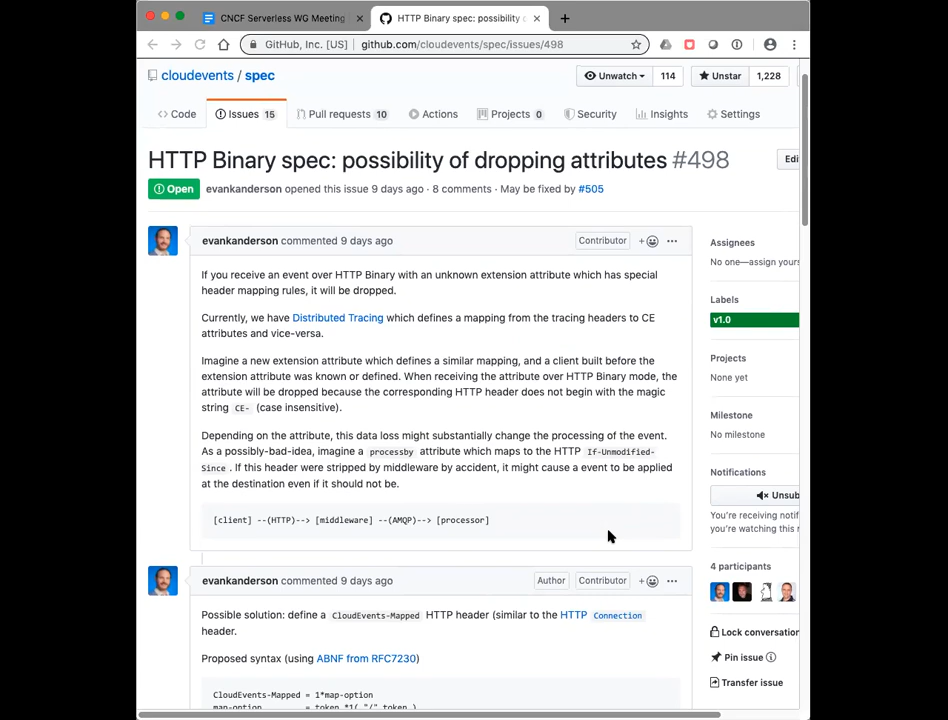 CNCF Serverless WG Meeting
HTTP Binary spec: possibility
GitHub, Inc. [US] | github.com/cloudevents/spec/issues/498
cloudevents / spec
Unwatch 114
Unstar 1,228
Code
Issues 15
Pull requests 10
Actions
Projects 0
Security
Insights
Settings
HTTP Binary spec: possibility of dropping attributes #498
Edi
Open
evankanderson opened this issue 9 days ago · 8 comments · May be fixed by #505
evankanderson commented 9 days ago
Contributor
If you receive an event over HTTP Binary with an unknown extension attribute which has special
header mapping rules, it will be dropped.
Currently, we have Distributed Tracing which defines a mapping from the tracing headers to CE
attributes and vice-versa.
Imagine a new extension attribute which defines a similar mapping, and a client built before the
extension attribute was known or defined. When receiving the attribute over HTTP Binary mode, the
attribute will be dropped because the corresponding HTTP header does not begin with the magic
string CE- (case insensitive).
Depending on the attribute, this data loss might substantially change the processing of the event.
As a possibly-bad-idea, imagine a processby attribute which maps to the HTTP If-Unmodified-
Since . If this header were stripped by middleware by accident, it might cause a event to be applied
at the destination even if it should not be.
[client] --(HTTP)--> [middleware] --(AMQP)--> [processor]
evankanderson commented 9 days ago
Author
Contributor
Possible solution: define a CloudEvents-Mapped HTTP header (similar to the HTTP Connection
header.
Proposed syntax (using ABNF from RFC7230)
CloudEvents-Mapped = 1*map-option
map-option = token *1( "/" token )
Assignees
No one—assign yours
Labels
v1.0
Projects
None yet
Milestone
No milestone
Notifications
Unsub
You're receiving notif
you're watching this r
4 participants
Lock conversation
Pin issue
Transfer issue